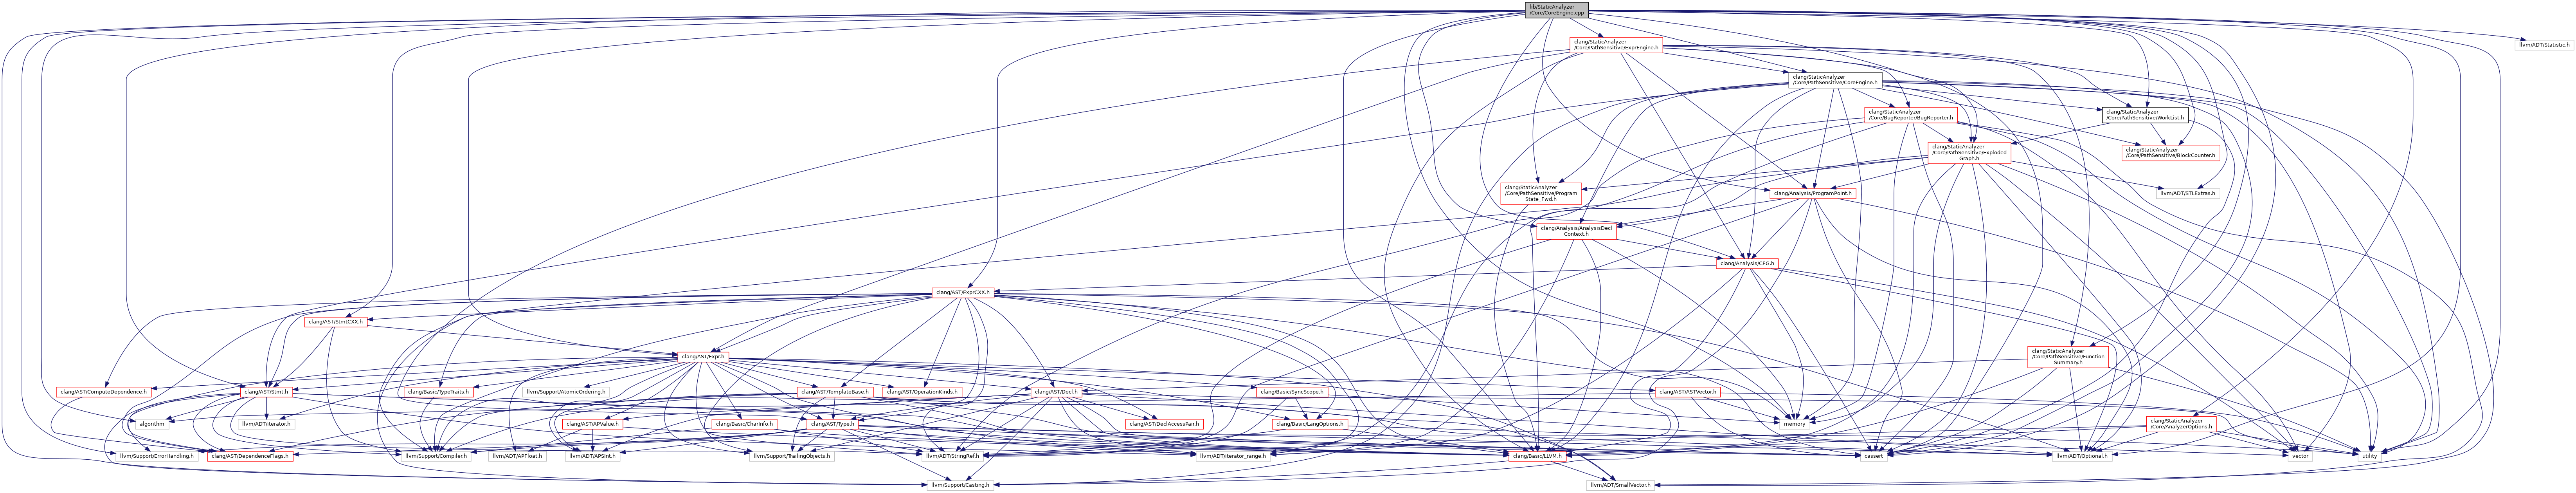 lib/StaticAnalyzer
/Core/CoreEngine.cpp
llvm/ADT/Statistic.h
clang/StaticAnalyzer
/Core/PathSensitive/ExprEngine.h
clang/StaticAnalyzer
/Core/PathSensitive/CoreEngine.h
clang/StaticAnalyzer
/Core/BugReporter/BugReporter.h
clang/StaticAnalyzer
/Core/PathSensitive/WorkList.h
clang/StaticAnalyzer
/Core/PathSensitive/Exploded
Graph.h
clang/StaticAnalyzer
/Core/PathSensitive/BlockCounter.h
clang/StaticAnalyzer
/Core/PathSensitive/Program
State_Fwd.h
clang/Analysis/ProgramPoint.h
llvm/ADT/STLExtras.h
clang/Analysis/AnalysisDecl
Context.h
clang/Analysis/CFG.h
clang/AST/ExprCXX.h
clang/AST/StmtCXX.h
clang/AST/Expr.h
clang/StaticAnalyzer
/Core/PathSensitive/Function
Summary.h
clang/AST/ComputeDependence.h
clang/AST/Stmt.h
clang/Basic/TypeTraits.h
llvm/Support/AtomicOrdering.h
clang/AST/TemplateBase.h
clang/AST/OperationKinds.h
clang/AST/Decl.h
clang/Basic/SyncScope.h
clang/AST/ASTVector.h
algorithm
llvm/ADT/iterator.h
clang/AST/APValue.h
clang/Basic/CharInfo.h
clang/AST/Type.h
clang/AST/DeclAccessPair.h
clang/Basic/LangOptions.h
memory
clang/StaticAnalyzer
/Core/AnalyzerOptions.h
llvm/Support/ErrorHandling.h
clang/AST/DependenceFlags.h
llvm/Support/Compiler.h
llvm/ADT/APFloat.h
llvm/ADT/APSInt.h
llvm/Support/TrailingObjects.h
llvm/ADT/StringRef.h
llvm/ADT/iterator_range.h
clang/Basic/LLVM.h
cassert
llvm/ADT/Optional.h
vector
utility
llvm/Support/Casting.h
llvm/ADT/SmallVector.h